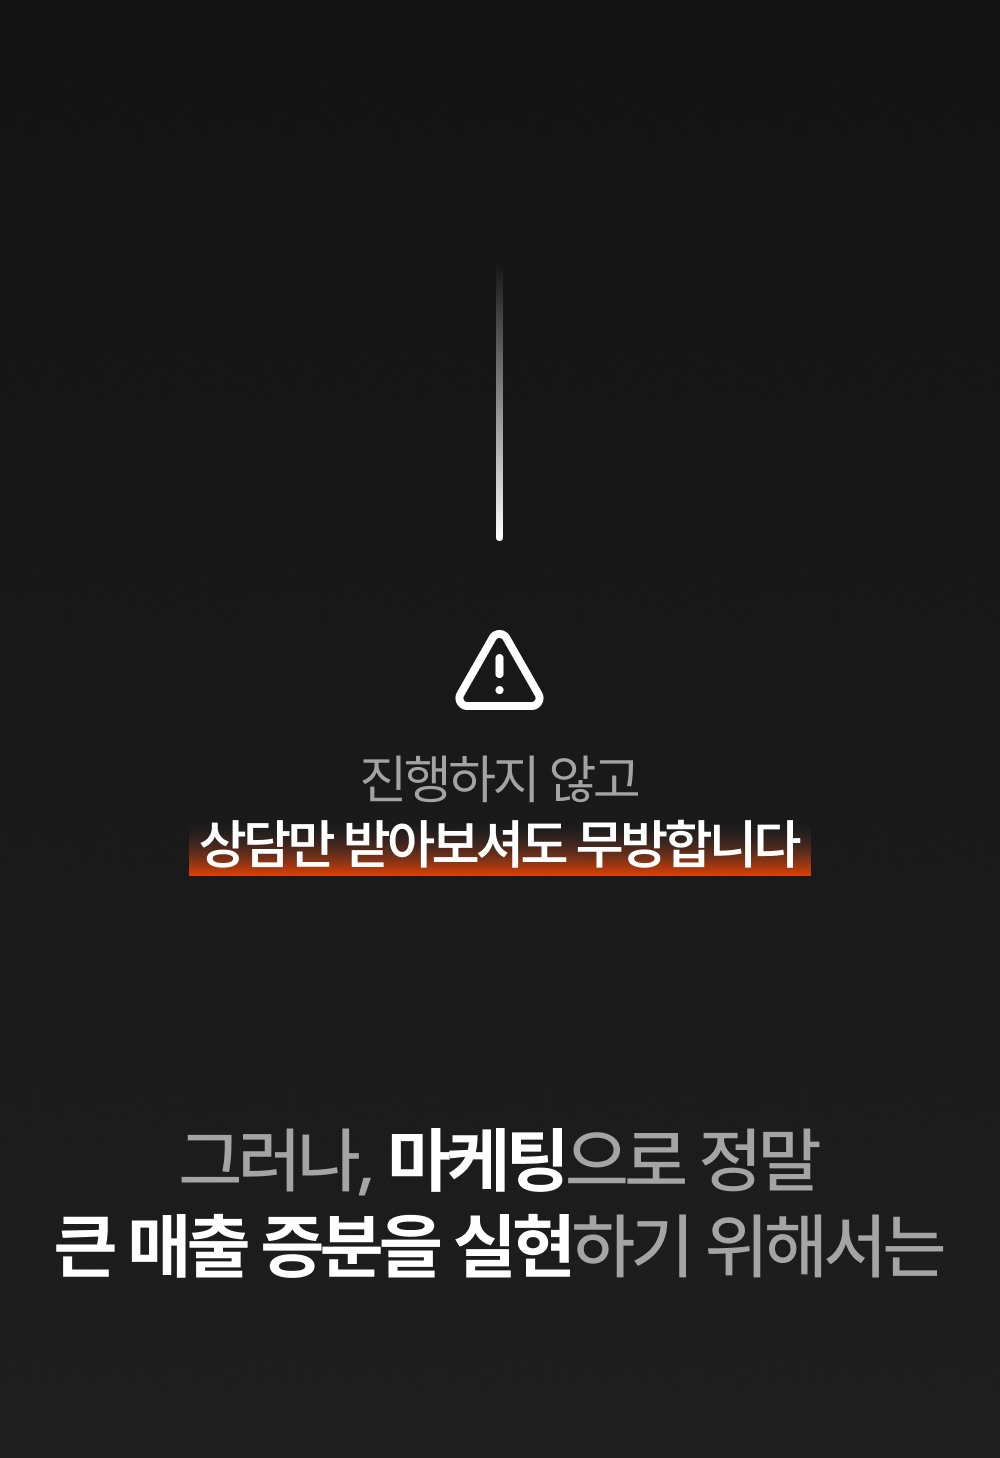 진행하지 않고
상담만 받아보셔도 무방합니다
그러나, 마케팅으로 정말
큰 매출 증분을 실현하기 위해서는